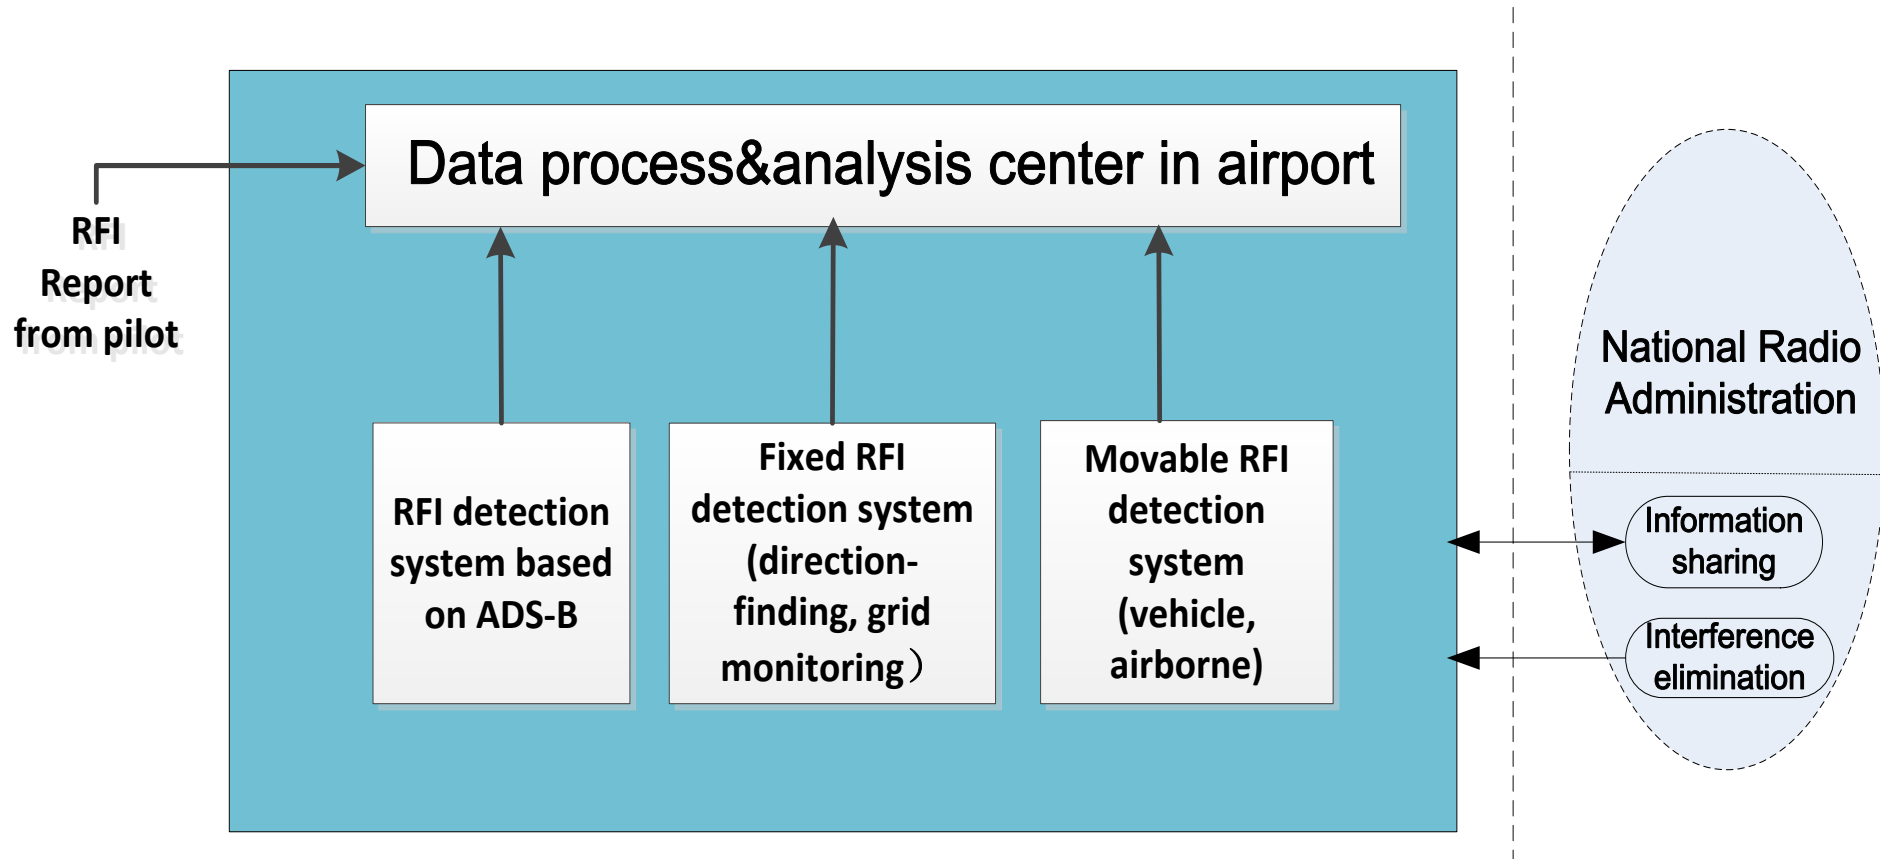 Data process&analysis center in airport
RFI
Report
from pilot
RFI detection
system based
on ADS-B
Fixed RFI
detection system
(direction-
finding, grid
monitoring）
Movable RFI
detection
system
(vehicle,
airborne)
National Radio
Administration
Information
sharing
Interference
elimination